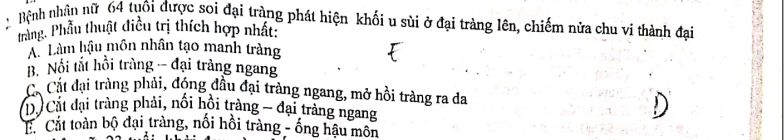 Bệnh nhân nữ 64 tuổi được soi đại tràng phát hiện khối u sùi ở đại tràng lên, chiếm nửa chu vi thành đại
tràng. Phẫu thuật điều trị thích hợp nhất:
A. Làm hậu môn nhân tạo manh tràng
E
B. Nối tắt hồi tràng – đại tràng ngang
C. Cắt đại tràng phải, đóng đầu đại tràng ngang, mở hồi tràng ra da
D. Cắt đại tràng phải, nối hồi tràng – đại tràng ngang
D
E. Cắt toàn bộ đại tràng, nối hồi tràng - ống hậu môn